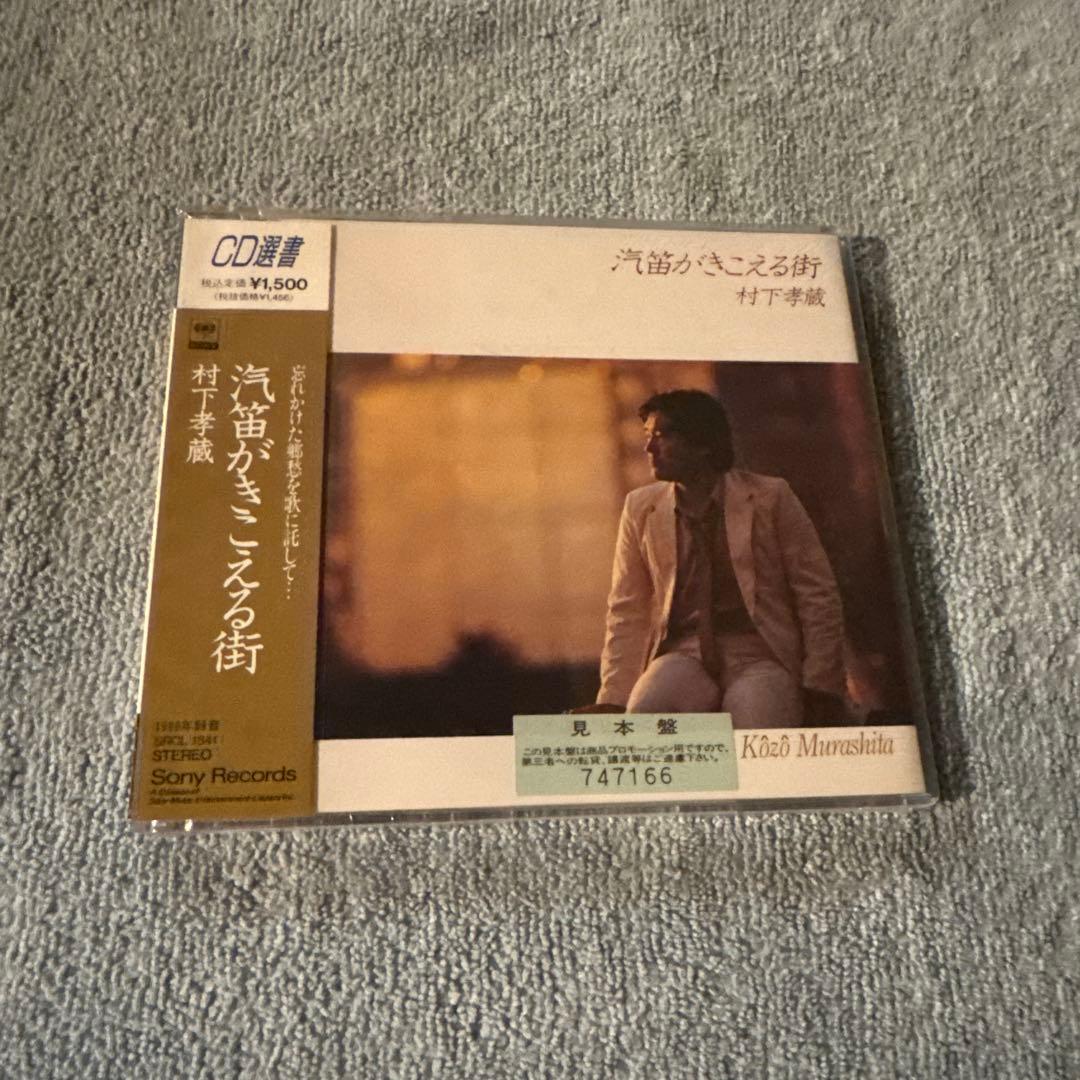 CD選書
税込定価 ¥1,500
(税抜価格¥1,456)
忘れかけた郷愁を歌に託して…
汽笛がきこえる街
村下孝蔵
STEREO
Sony Records
汽笛がきこえる街
村下孝蔵
見本盤
この見本盤は商品プロモーション用ですので、
第三者への転貸、譲渡等はご遠慮下さい。
747166
Kôzô Murashita